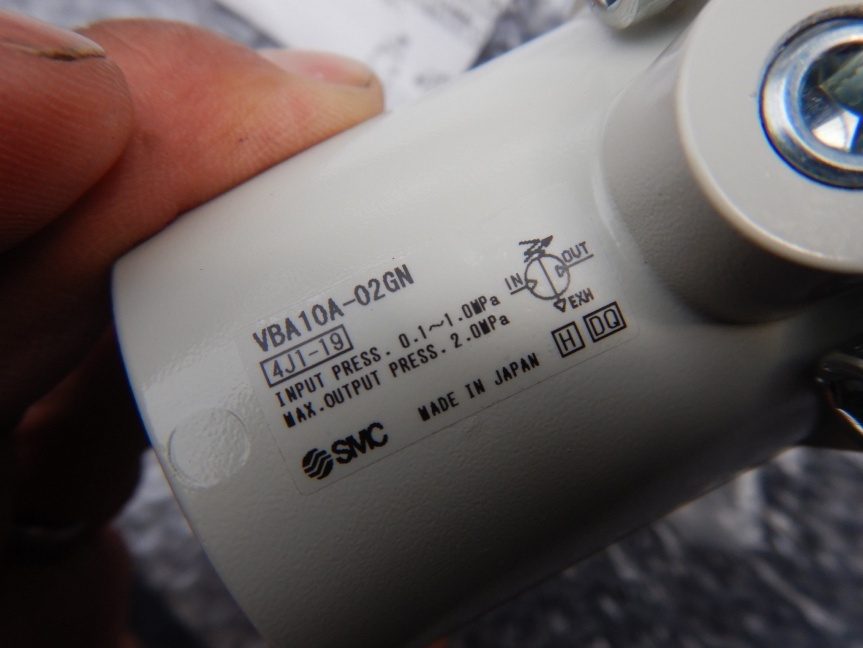 VBA10A-02GN
4J1-19
INPUT PRESS. 0.1~1.0MPa
MAX.OUTPUT PRESS. 2.0MPa
IN
OUT
EXH
H DQ
SMC MADE IN JAPAN